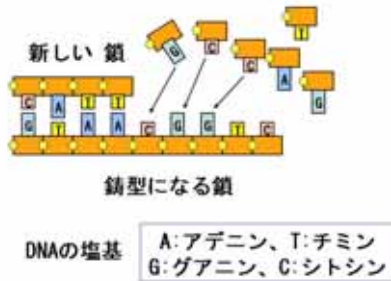 T
G C C A G
新しい 鎖
C A T T
G T A A C G G T C
鋳型になる鎖
DNAの塩基
A:アデニン、T:チミン
G:グアニン、C:シトシン